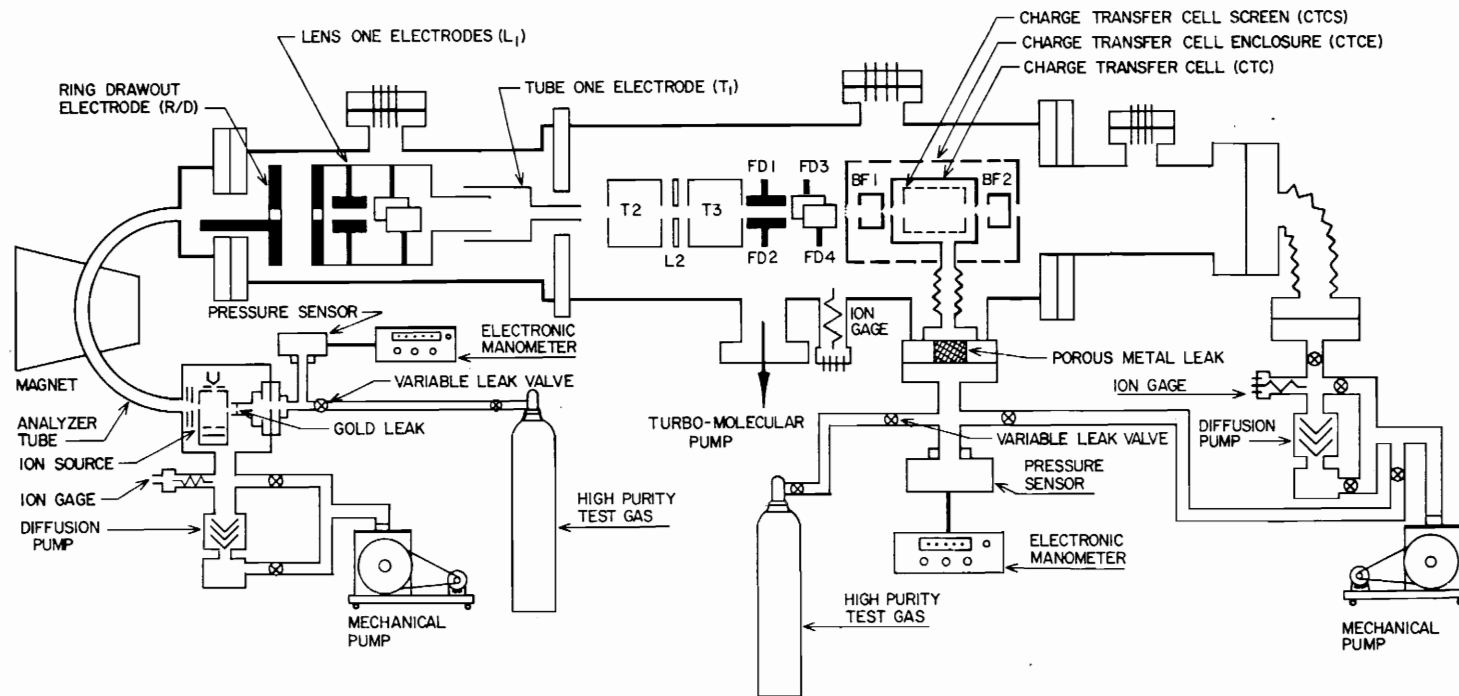 CHARGE TRANSFER CELL SCREEN (CTCS)
LENS ONE ELECTRODES (L1)
CHARGE TRANSFER CELL ENCLOSURE (CTCE)
CHARGE TRANSFER CELL (CTC)
RING DRAWOUT
ELECTRODE (R/D)
TUBE ONE ELECTRODE (T1)
FD1
FD3
BF1
BF2
T2
T3
L2
FD2
FD4
PRESSURE SENSOR
ELECTRONIC
MANOMETER
ION
GAGE
POROUS METAL LEAK
MAGNET
VARIABLE LEAK VALVE
ION GAGE
ANALYZER
TUBE
GOLD LEAK
TURBO-MOLECULAR
PUMP
VARIABLE LEAK VALVE
DIFFUSION
PUMP
ION SOURCE
PRESSURE
SENSOR
ION GAGE
HIGH PURITY
TEST GAS
DIFFUSION
PUMP
ELECTRONIC
MANOMETER
HIGH PURITY
TEST GAS
MECHANICAL
PUMP
MECHANICAL
PUMP